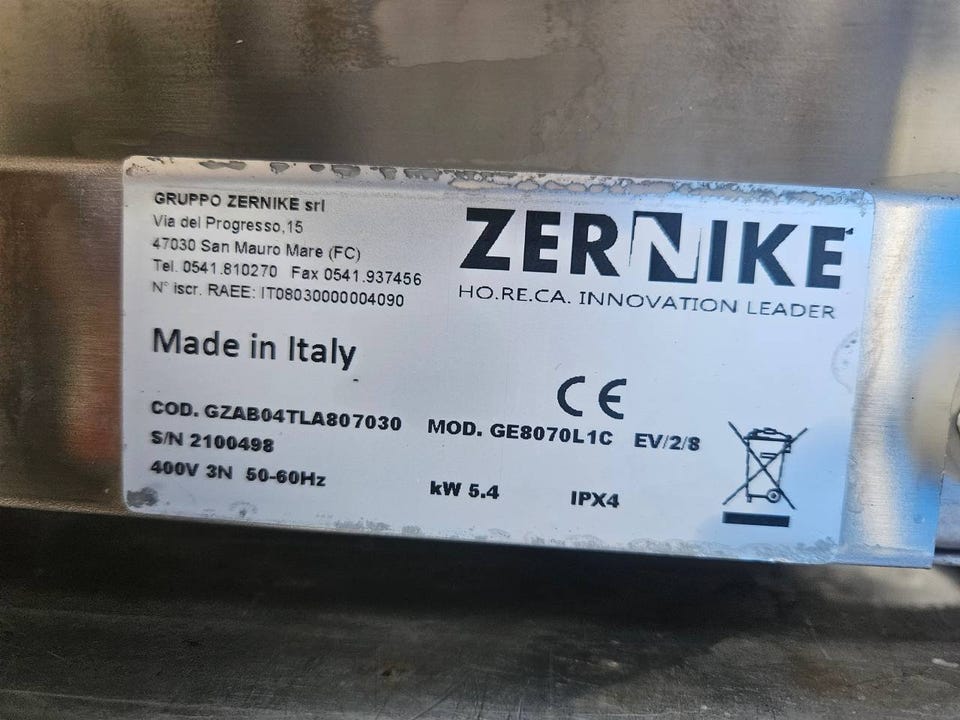 GRUPPO ZERNIKE srl
Via del Progresso,15
47030 San Mauro Mare (FC)
Tel. 0541.810270 Fax 0541.937456
N° iscr. RAEE: IT08030000004090
ZERNIKE
HO.RE.CA. INNOVATION LEADER
Made in Italy
CE
COD. GZAB04TLA807030 MOD. GE8070L1C EV/2/8
S/N 2100498
400V 3N 50-60Hz kW 5.4 IPX4